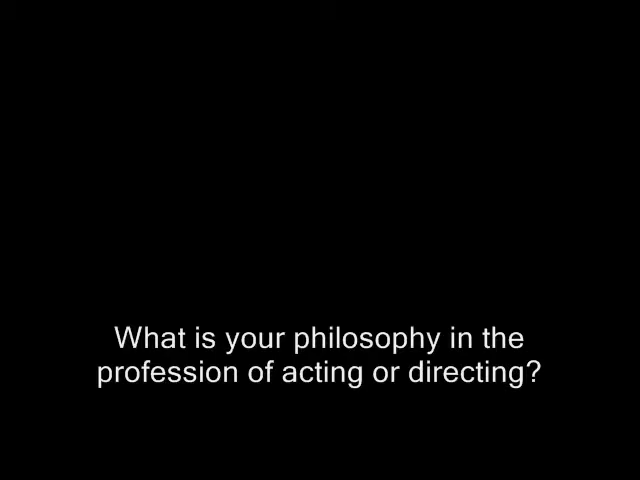 What is your philosophy in the
profession of acting or directing?